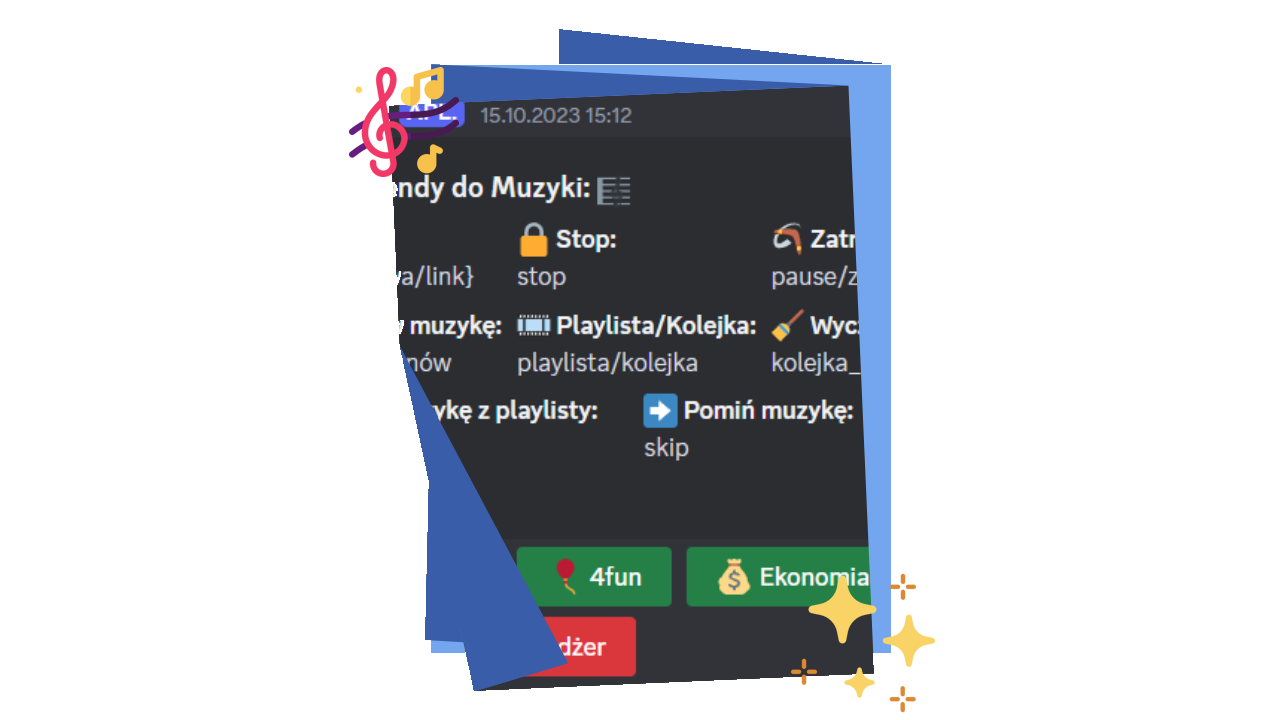 APL. 15.10.2023 15:12
endy do Muzyki:
Stop: Zatr
a/link} stop pause/z
muzykę: Playlista/Kolejka: Wyc
nów playlista/kolejka kolejka_
ykę z playlisty: Pomiń muzykę:
skip
4fun Ekonomia
dżer